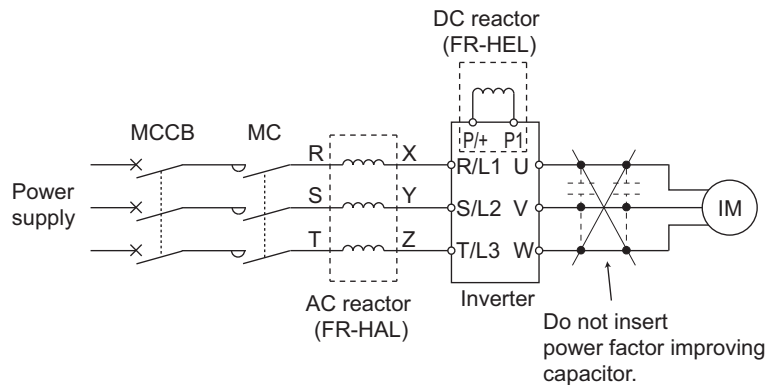 DC reactor
(FR-HEL)
MCCB
MC
R
X
P/+
P1
R/L1
U
Power
supply
S
Y
S/L2
V
IM
T
Z
T/L3
W
AC reactor
(FR-HAL)
Inverter
Do not insert
power factor improving
capacitor.